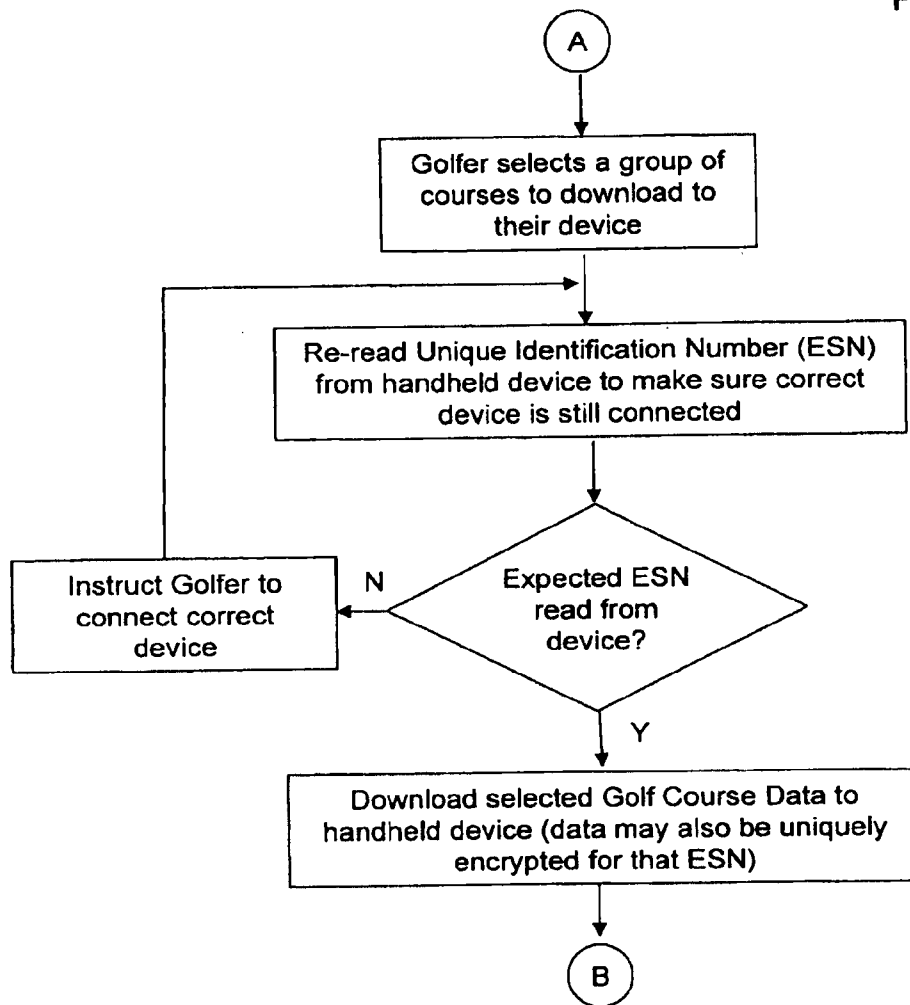 A
Golfer selects a group of
courses to download to
their device
Re-read Unique Identification Number (ESN)
from handheld device to make sure correct
device is still connected
Expected ESN
read from
device?
N
Instruct Golfer to
connect correct
device
Y
Download selected Golf Course Data to
handheld device (data may also be uniquely
encrypted for that ESN)
B